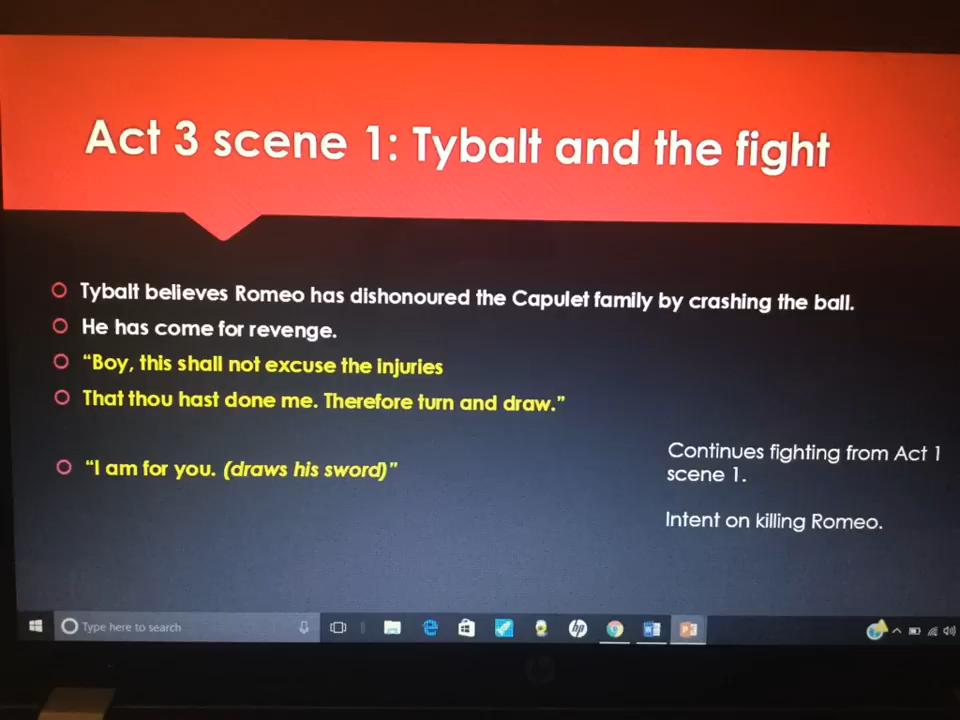 Act 3 scene 1: Tybalt and the fight
Tybalt believes Romeo has dishonoured the Capulet family by crashing the ball.
He has come for revenge.
“Boy, this shall not excuse the injuries
That thou hast done me. Therefore turn and draw.”
“I am for you. (draws his sword)”
Continues fighting from Act 1
scene 1.
Intent on killing Romeo.
Type here to search
hp